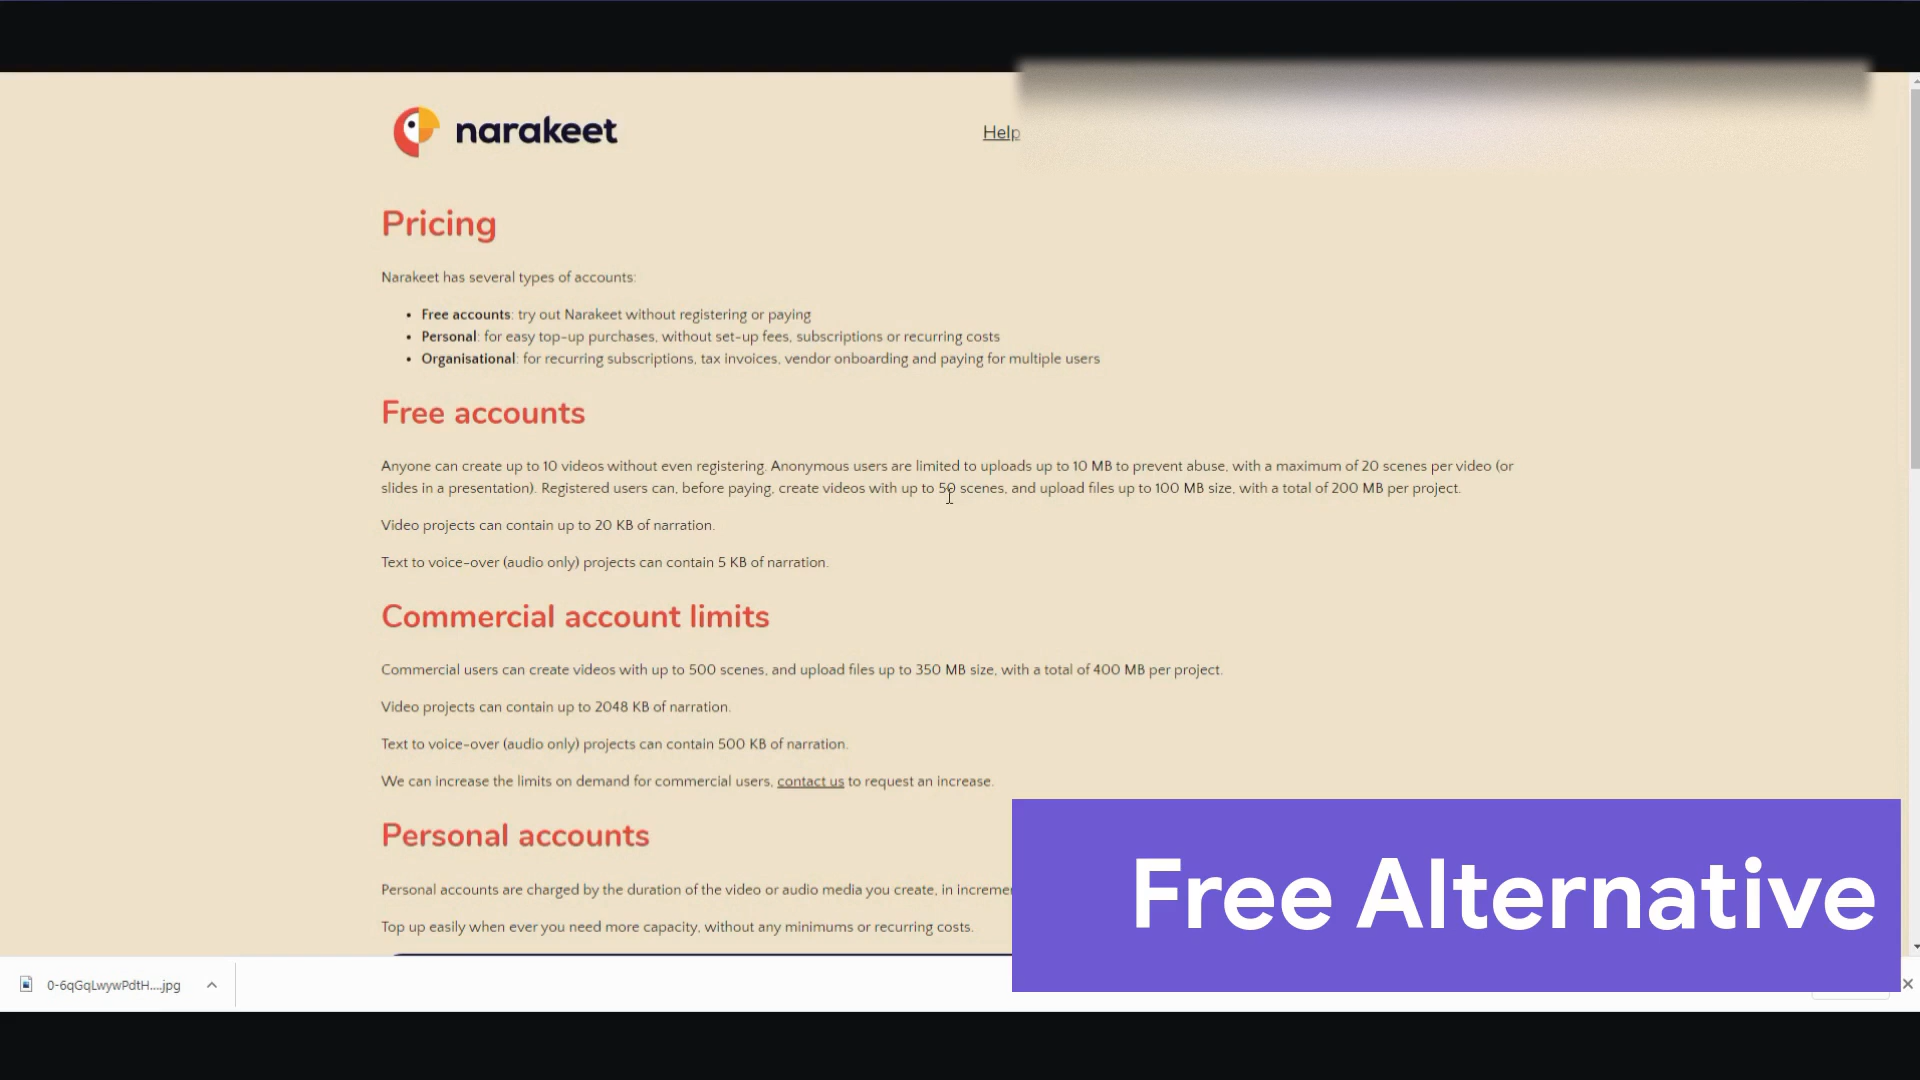 narakeet
Help
Pricing
Narakeet has several types of accounts:
• Free accounts: try out Narakeet without registering or paying
• Personal: for easy top-up purchases, without set-up fees, subscriptions or recurring costs
• Organisational: for recurring subscriptions, tax invoices, vendor onboarding and paying for multiple users
Free accounts
Anyone can create up to 10 videos without even registering. Anonymous users are limited to uploads up to 10 MB to prevent abuse, with a maximum of 20 scenes per video (or
slides in a presentation). Registered users can, before paying, create videos with up to 50 scenes, and upload files up to 100 MB size, with a total of 200 MB per project.
Video projects can contain up to 20 KB of narration.
Text to voice-over (audio only) projects can contain 5 KB of narration.
Commercial account limits
Commercial users can create videos with up to 500 scenes, and upload files up to 350 MB size, with a total of 400 MB per project.
Video projects can contain up to 2048 KB of narration.
Text to voice-over (audio only) projects can contain 500 KB of narration.
We can increase the limits on demand for commercial users, contact us to request an increase.
Personal accounts
Personal accounts are charged by the duration of the video or audio media you create, in
Top up easily when ever you need more capacity, without any minimums or recurring costs.
Free Alternative
0-6qGqLwywPdtH....jpg